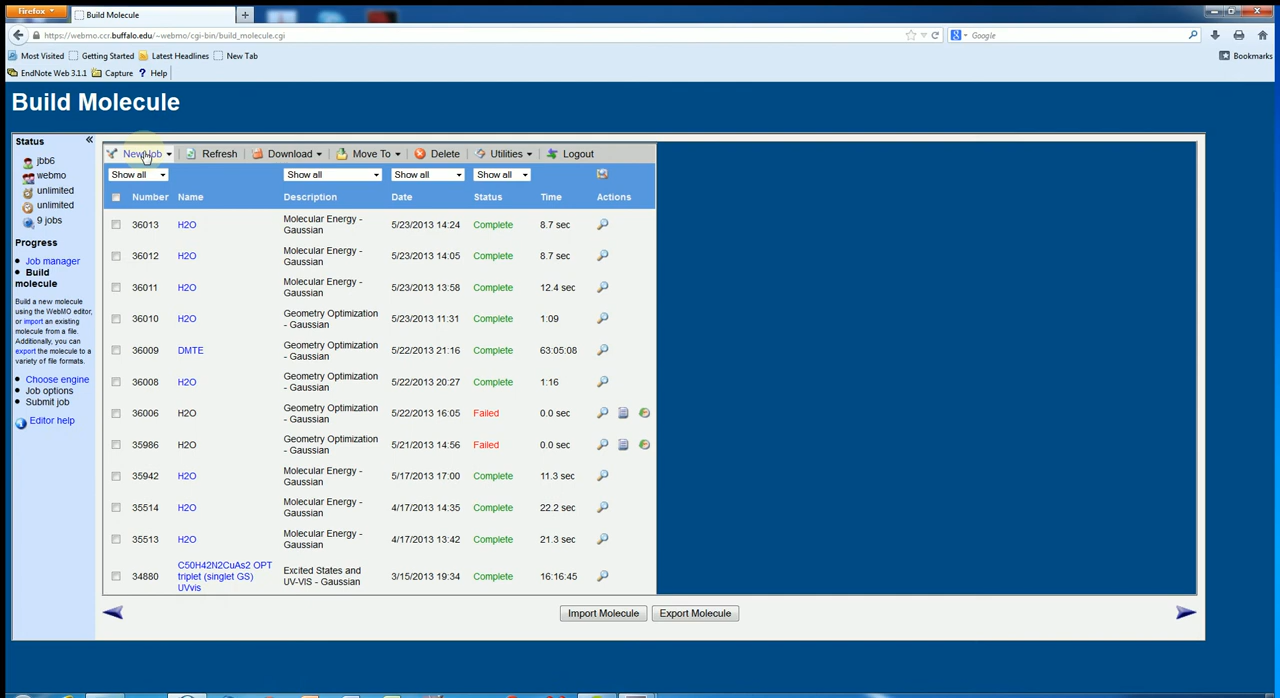 Firefox
Build Molecule
https://webmo.ccr.buffalo.edu/~webmo/cgi-bin/build_molecule.cgi
Google
Most Visited Getting Started Latest Headlines New Tab
Bookmarks
EndNote Web 3.1.1 Capture ? Help
Build Molecule
Status
jbb6
webmo
unlimited
unlimited
9 jobs
Progress
Job manager
Build
molecule
Build a new molecule
using the WebMO editor,
or import an existing
molecule from a file.
Additionally, you can
export the molecule to a
variety of file formats.
Choose engine
Job options
Submit job
Editor help
New Job Refresh Download Move To Delete Utilities Logout
Show all Show all Show all Show all
Number Name Description Date Status Time Actions
36013 H2O Molecular Energy - Gaussian 5/23/2013 14:24 Complete 8.7 sec
36012 H2O Molecular Energy - Gaussian 5/23/2013 14:05 Complete 8.7 sec
36011 H2O Molecular Energy - Gaussian 5/23/2013 13:58 Complete 12.4 sec
36010 H2O Geometry Optimization - Gaussian 5/23/2013 11:31 Complete 1:09
36009 DMTE Geometry Optimization - Gaussian 5/22/2013 21:16 Complete 63:05:08
36008 H2O Geometry Optimization - Gaussian 5/22/2013 20:27 Complete 1:16
36006 H2O Geometry Optimization - Gaussian 5/22/2013 16:05 Failed 0.0 sec
35986 H2O Geometry Optimization - Gaussian 5/21/2013 14:56 Failed 0.0 sec
35942 H2O Molecular Energy - Gaussian 5/17/2013 17:00 Complete 11.3 sec
35514 H2O Molecular Energy - Gaussian 4/17/2013 14:35 Complete 22.2 sec
35513 H2O Molecular Energy - Gaussian 4/17/2013 13:42 Complete 21.3 sec
34880 C50H42N2CuAs2 OPT triplet (singlet GS) UVvis Excited States and UV-VIS - Gaussian 3/15/2013 19:34 Complete 16:16:45
Import Molecule Export Molecule